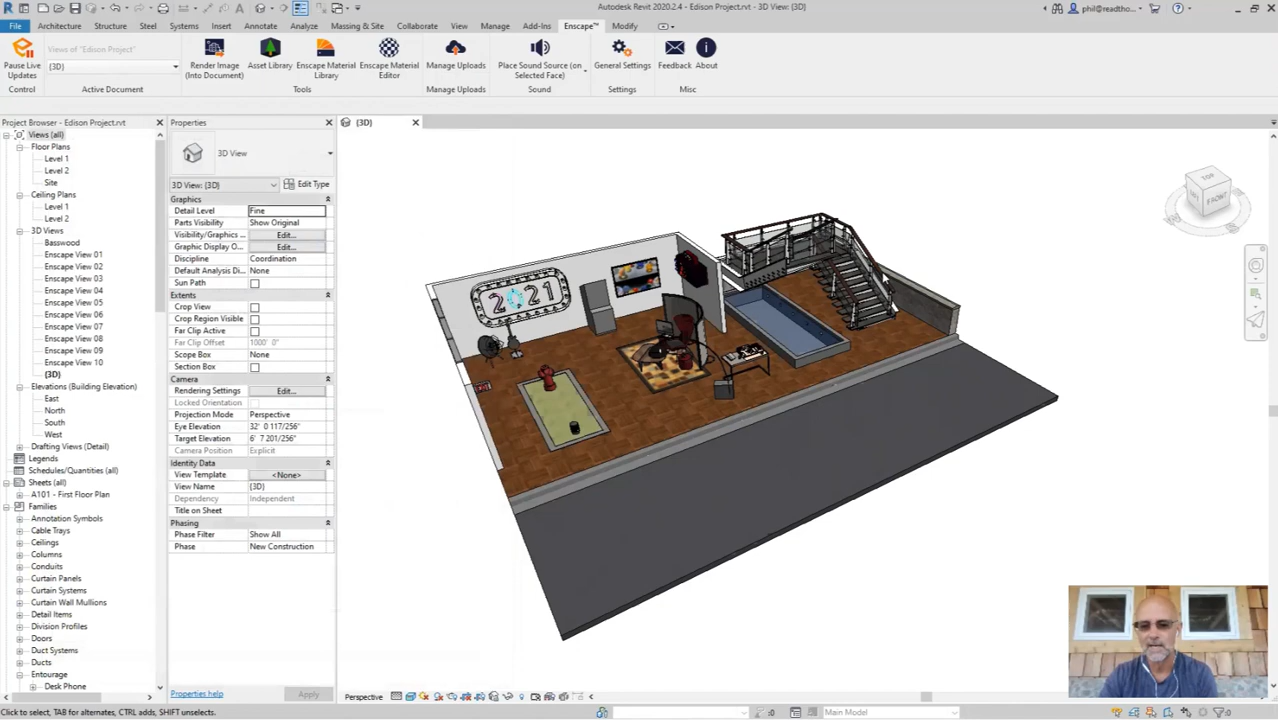 Autodesk Revit 2020.2.4 - Edison Project.rvt - 3D View: {3D}
phil@readtho...
File Architecture Structure Steel Systems Insert Annotate Analyze Massing & Site Collaborate View Manage Add-Ins Enscape™ Modify
Pause Live Updates
Views of "Edison Project"
{3D}
Render Image (Into Document)
Asset Library
Enscape Material Library
Enscape Material Editor
Manage Uploads
Place Sound Source (on Selected Face)
General Settings
Feedback
About
Control Active Document Tools Manage Uploads Sound Settings Misc
Project Browser - Edison Project.rvt
Views (all)
Floor Plans
Level 1
Level 2
Site
Ceiling Plans
Level 1
Level 2
3D Views
Basswood
Enscape View 01
Enscape View 02
Enscape View 03
Enscape View 04
Enscape View 05
Enscape View 06
Enscape View 07
Enscape View 08
Enscape View 09
Enscape View 10
{3D}
Elevations (Building Elevation)
East
North
South
West
Drafting Views (Detail)
Legends
Schedules/Quantities (all)
Sheets (all)
A101 - First Floor Plan
Families
Annotation Symbols
Cable Trays
Ceilings
Columns
Conduits
Curtain Panels
Curtain Systems
Curtain Wall Mullions
Detail Items
Division Profiles
Doors
Duct Systems
Ducts
Entourage
Desk Phone
Properties
3D View
3D View: {3D} Edit Type
Graphics
Detail Level Fine
Parts Visibility Show Original
Visibility/Graphics ... Edit...
Graphic Display O... Edit...
Discipline Coordination
Default Analysis Di... None
Sun Path
Extents
Crop View
Crop Region Visible
Far Clip Active
Far Clip Offset 1000' 0"
Scope Box None
Section Box
Camera
Rendering Settings Edit...
Locked Orientation
Projection Mode Perspective
Eye Elevation 32' 0 117/256"
Target Elevation 6' 7 201/256"
Camera Position Explicit
Identity Data
View Template <None>
View Name {3D}
Dependency Independent
Title on Sheet
Phasing
Phase Filter Show All
Phase New Construction
Properties help Apply
{3D}
2021
TOP
FRONT
Perspective
Click to select, TAB for alternates, CTRL adds, SHIFT unselects.
:0
Main Model
:0